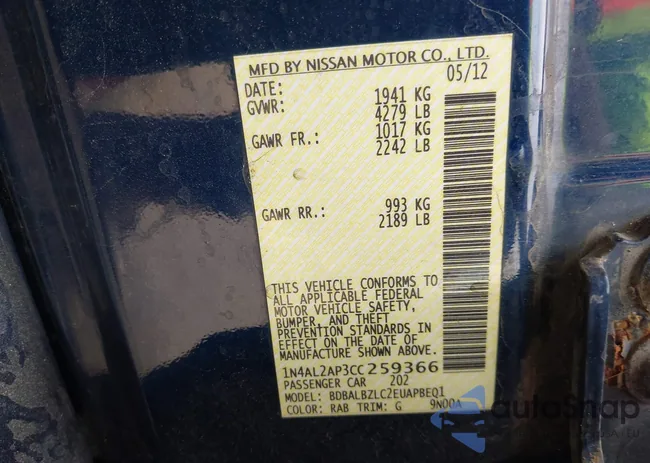 MFD BY NISSAN MOTOR CO., LTD.
DATE: 05/12
GVWR: 1941 KG
4279 LB
GAWR FR.: 1017 KG
2242 LB
GAWR RR.: 993 KG
2189 LB
THIS VEHICLE CONFORMS TO
ALL APPLICABLE FEDERAL
MOTOR VEHICLE SAFETY,
BUMPER, AND THEFT
PREVENTION STANDARDS IN
EFFECT ON THE DATE OF
MANUFACTURE SHOWN ABOVE.
1N4AL2AP3CC259366
PASSENGER CAR 202
MODEL: BDBALBZLC2EUAPBEQ1
COLOR: RAB TRIM: G 9N00A
autoSnap